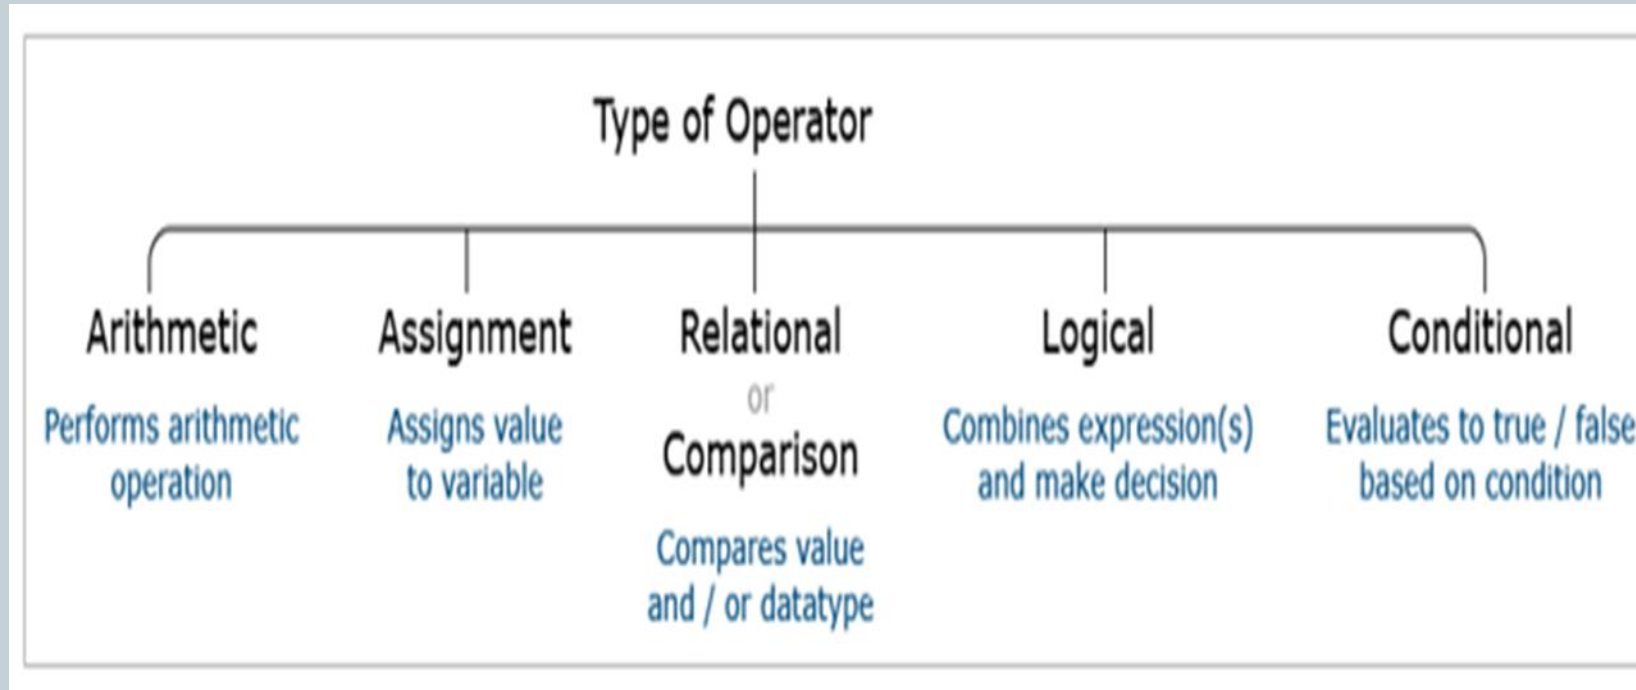 Type of Operator
Arithmetic
Performs arithmetic
operation
Assignment
Assigns value
to variable
Relational
or
Comparison
Compares value
and / or datatype
Logical
Combines expression(s)
and make decision
Conditional
Evaluates to true / false
based on condition